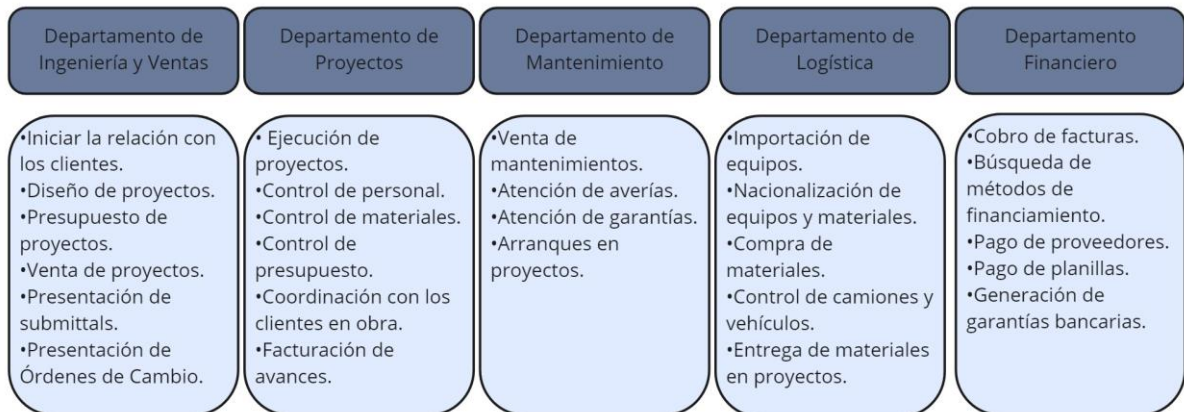 Departamento de
Ingeniería y Ventas
•Iniciar la relación con
los clientes.
•Diseño de proyectos.
•Presupuesto de
proyectos.
•Venta de proyectos.
•Presentación de
submittals.
•Presentación de
Órdenes de Cambio.
Departamento de
Proyectos
• Ejecución de
proyectos.
•Control de personal.
•Control de materiales.
•Control de
presupuesto.
•Coordinación con los
clientes en obra.
•Facturación de
avances.
Departamento de
Mantenimiento
•Venta de
mantenimientos.
•Atención de averías.
•Atención de garantías.
•Arranques en
proyectos.
Departamento de
Logística
•Importación de
equipos.
•Nacionalización de
equipos y materiales.
•Compra de
materiales.
•Control de camiones y
vehículos.
•Entrega de materiales
en proyectos.
Departamento
Financiero
•Cobro de facturas.
•Búsqueda de
métodos de
financiamiento.
•Pago de proveedores.
•Pago de planillas.
•Generación de
garantías bancarias.